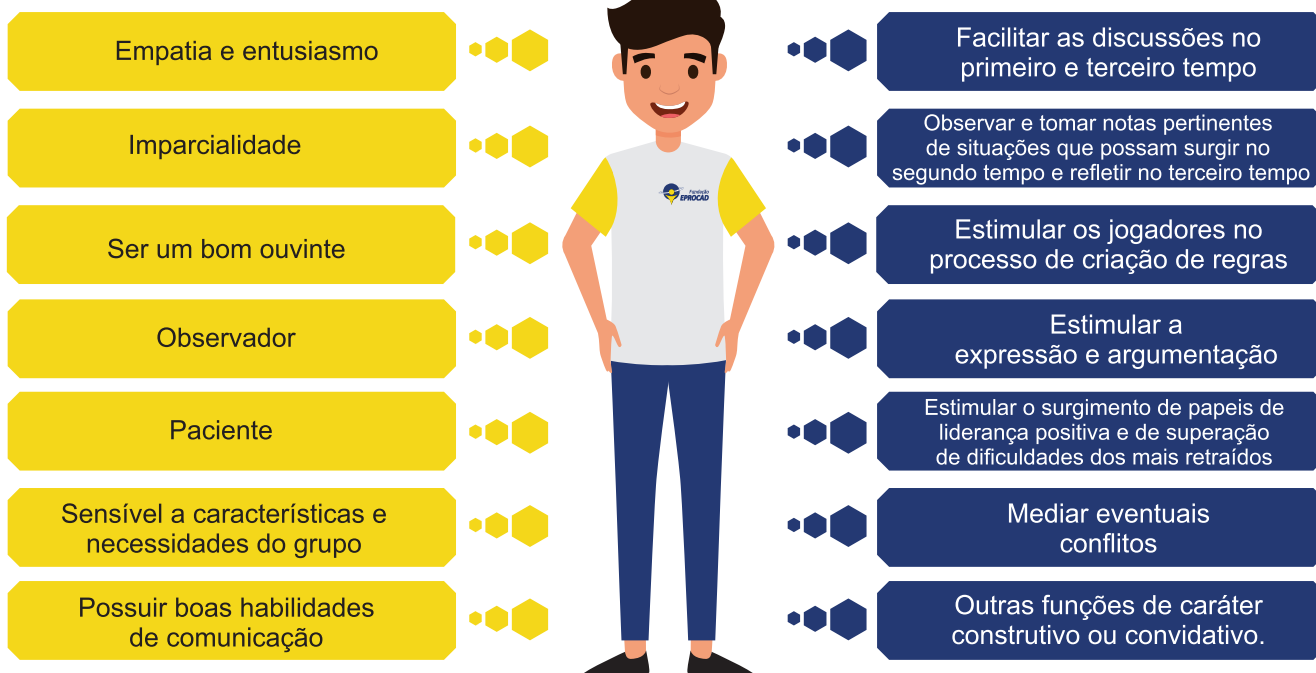 Empatia e entusiasmo
Imparcialidade
Ser um bom ouvinte
Observador
Paciente
Sensível a características e
necessidades do grupo
Possuir boas habilidades
de comunicação
Fundação
EPROCAD
Facilitar as discussões no
primeiro e terceiro tempo
Observar e tomar notas pertinentes
de situações que possam surgir no
segundo tempo e refletir no terceiro tempo
Estimular os jogadores no
processo de criação de regras
Estimular a
expressão e argumentação
Estimular o surgimento de papeis de
liderança positiva e de superação
de dificuldades dos mais retraídos
Mediar eventuais
conflitos
Outras funções de caráter
construtivo ou convidativo.